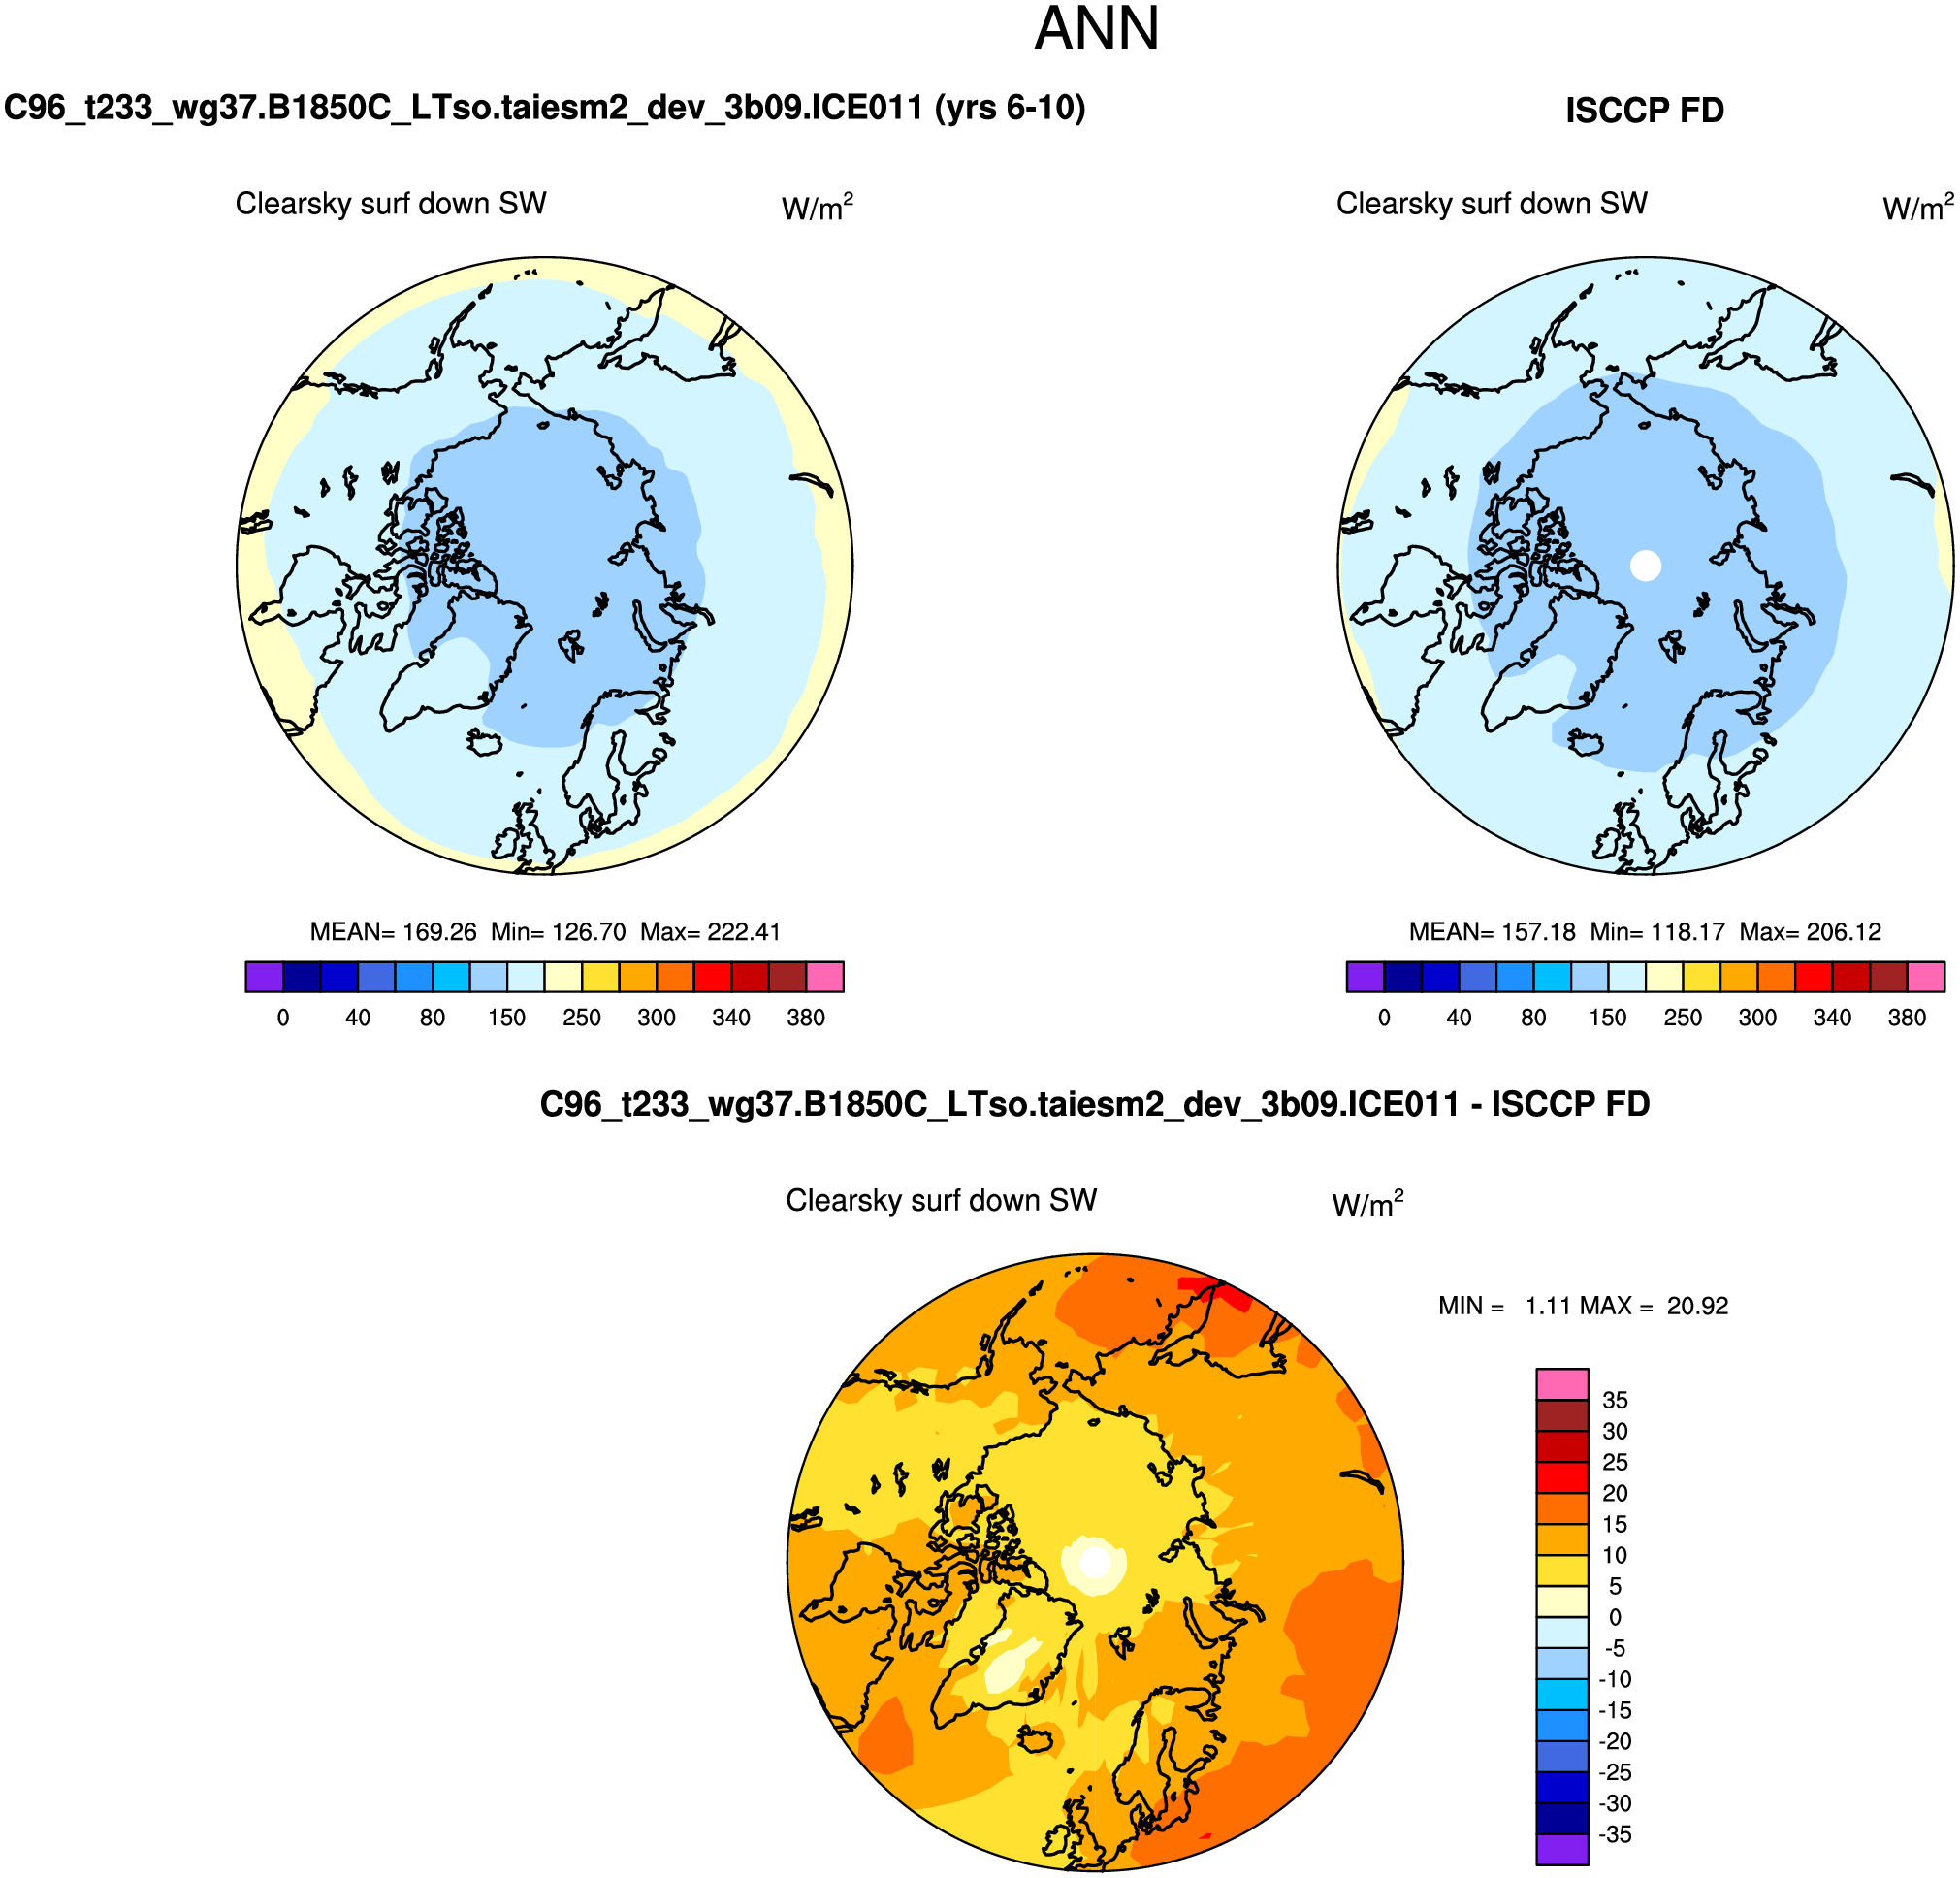 ANN
C96_t233_wg37.B1850C_LTso.taiesm2_dev_3b09.ICE011 (yrs 6-10)
ISCCP FD
Clearsky surf down SW W/m2
Clearsky surf down SW W/m2
MEAN= 169.26 Min= 126.70 Max= 222.41
MEAN= 157.18 Min= 118.17 Max= 206.12
0 40 80 150 250 300 340 380
0 40 80 150 250 300 340 380
C96_t233_wg37.B1850C_LTso.taiesm2_dev_3b09.ICE011 - ISCCP FD
Clearsky surf down SW W/m2
MIN = 1.11 MAX = 20.92
35
30
25
20
15
10
5
0
-5
-10
-15
-20
-25
-30
-35